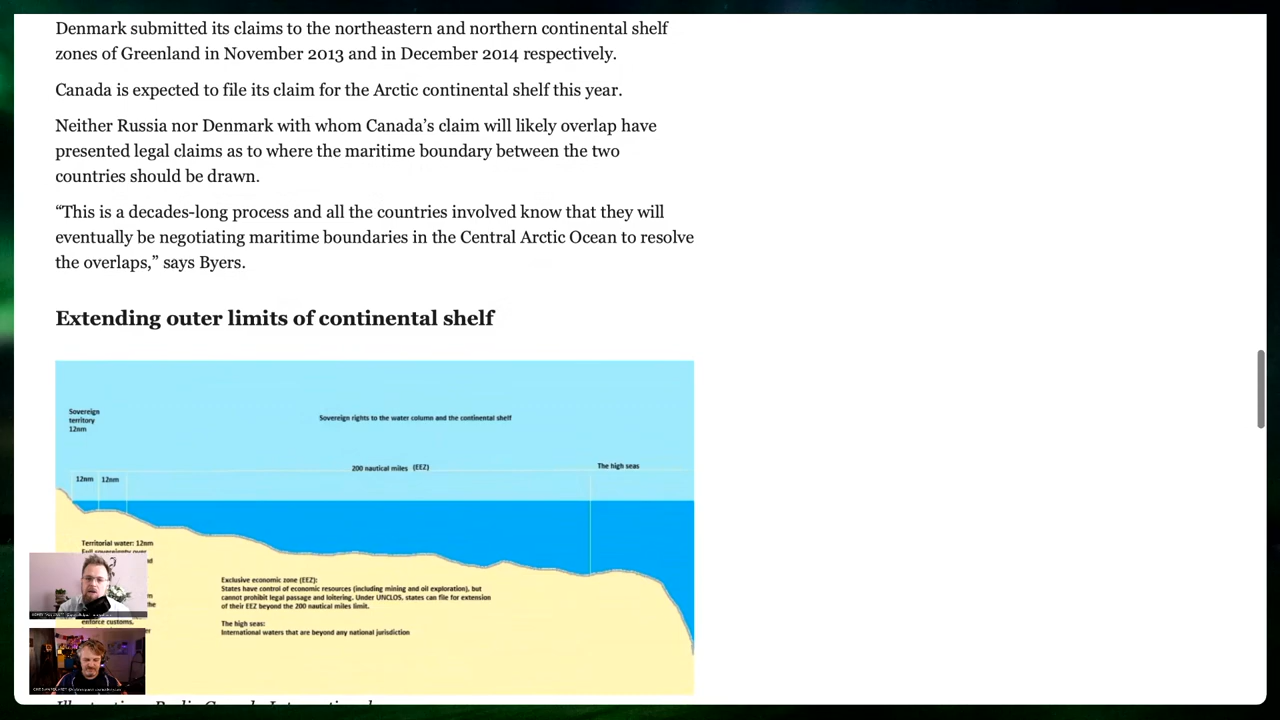 Denmark submitted its claims to the northeastern and northern continental shelf
zones of Greenland in November 2013 and in December 2014 respectively.
Canada is expected to file its claim for the Arctic continental shelf this year.
Neither Russia nor Denmark with whom Canada’s claim will likely overlap have
presented legal claims as to where the maritime boundary between the two
countries should be drawn.
“This is a decades-long process and all the countries involved know that they will
eventually be negotiating maritime boundaries in the Central Arctic Ocean to resolve
the overlaps,” says Byers.
Extending outer limits of continental shelf
Sovereign
territory
12nm
Sovereign rights to the water column and the continental shelf
200 nautical miles (EEZ)
The high seas
12nm 12nm
Territorial water: 12nm
Full sovereignty over
the
enforce customs.
Exclusive economic zone (EEZ):
States have control of economic resources (including mining and oil exploration), but
cannot prohibit legal passage and loitering. Under UNCLOS, states can file for extension
of their EEZ beyond the 200 nautical miles limit.
The high seas:
International waters that are beyond any national jurisdiction